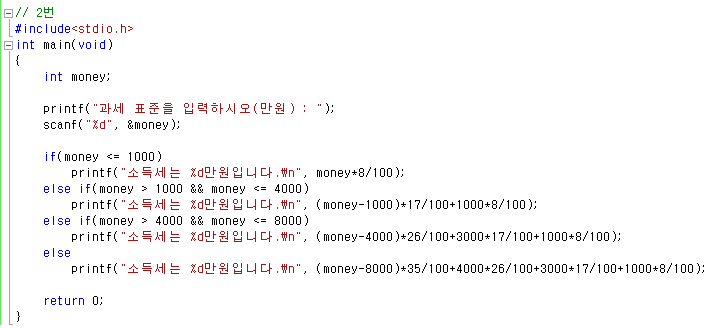 // 2번
#include<stdio.h>
int main(void)
{
    int money;
    printf("과세 표준을 입력하시오(만원) : ");
    scanf("%d", &money);
    if(money <= 1000)
        printf("소득세는 %d만원입니다.₩n", money*8/100);
    else if(money > 1000 && money <= 4000)
        printf("소득세는 %d만원입니다.₩n", (money-1000)*17/100+1000*8/100);
    else if(money > 4000 && money <= 8000)
        printf("소득세는 %d만원입니다.₩n", (money-4000)*26/100+3000*17/100+1000*8/100);
    else
        printf("소득세는 %d만원입니다.₩n", (money-8000)*35/100+4000*26/100+3000*17/100+1000*8/100);
    return 0;
}